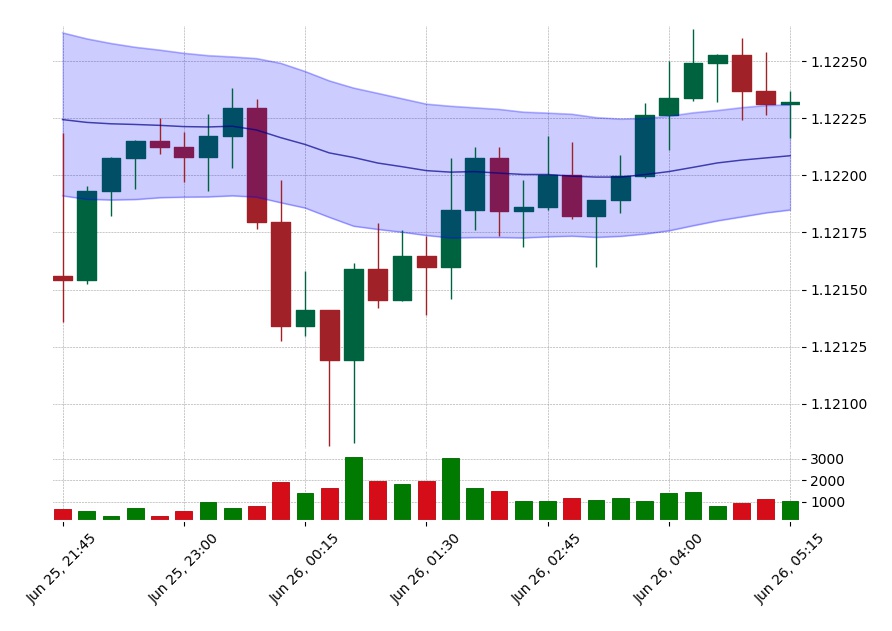 1.12250
1.12225
1.12200
1.12175
1.12150
1.12125
1.12100
3000
2000
1000
Jun 25, 21:45
Jun 25, 23:00
Jun 26, 00:15
Jun 26, 01:30
Jun 26, 02:45
Jun 26, 04:00
Jun 26, 05:15